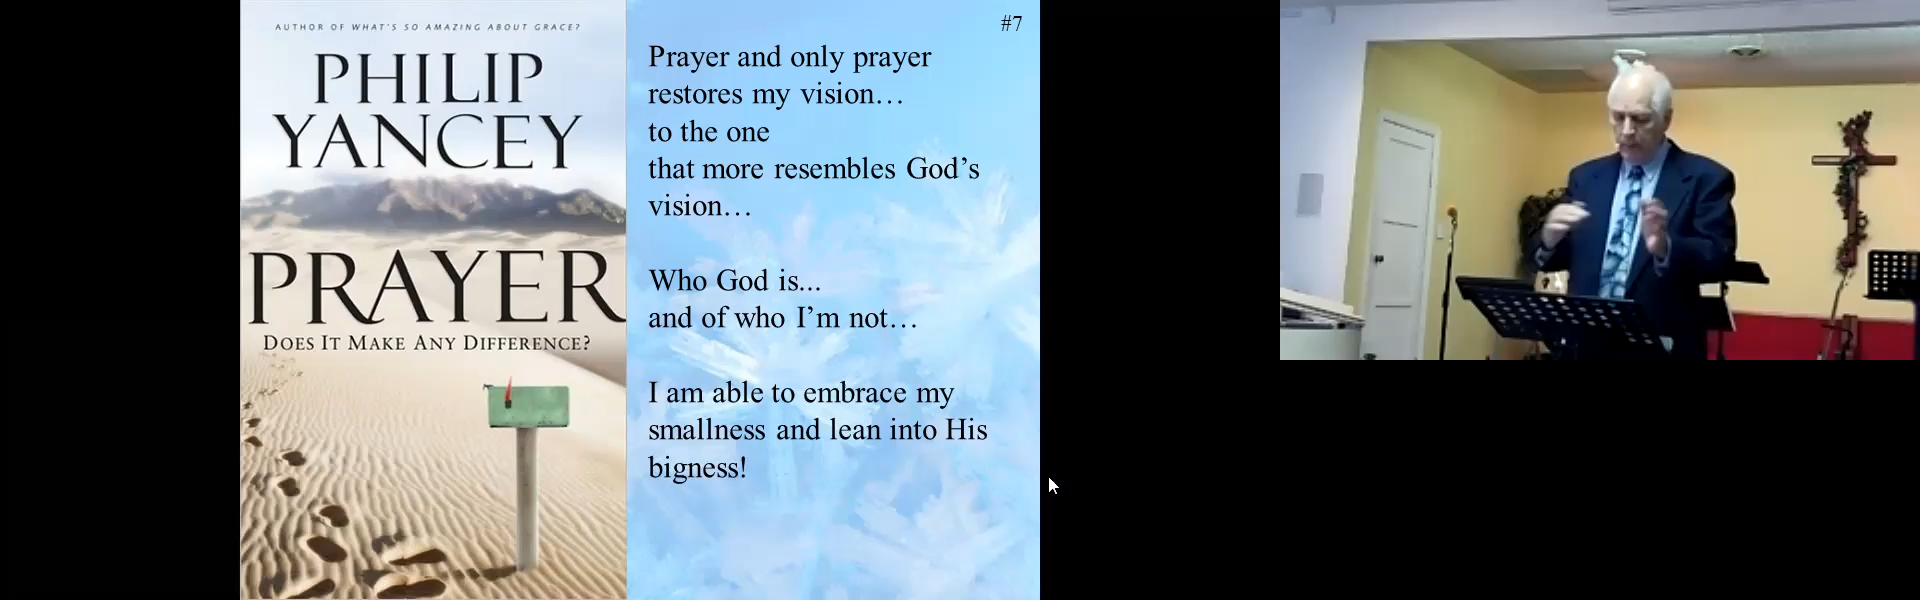 AUTHOR OF WHAT'S SO AMAZING ABOUT GRACE?
PHILIP
YANCEY
PRAYER
DOES IT MAKE ANY DIFFERENCE?
#7
Prayer and only prayer
restores my vision…
to the one
that more resembles God’s
vision…
Who God is...
and of who I’m not…
I am able to embrace my
smallness and lean into His
bigness!